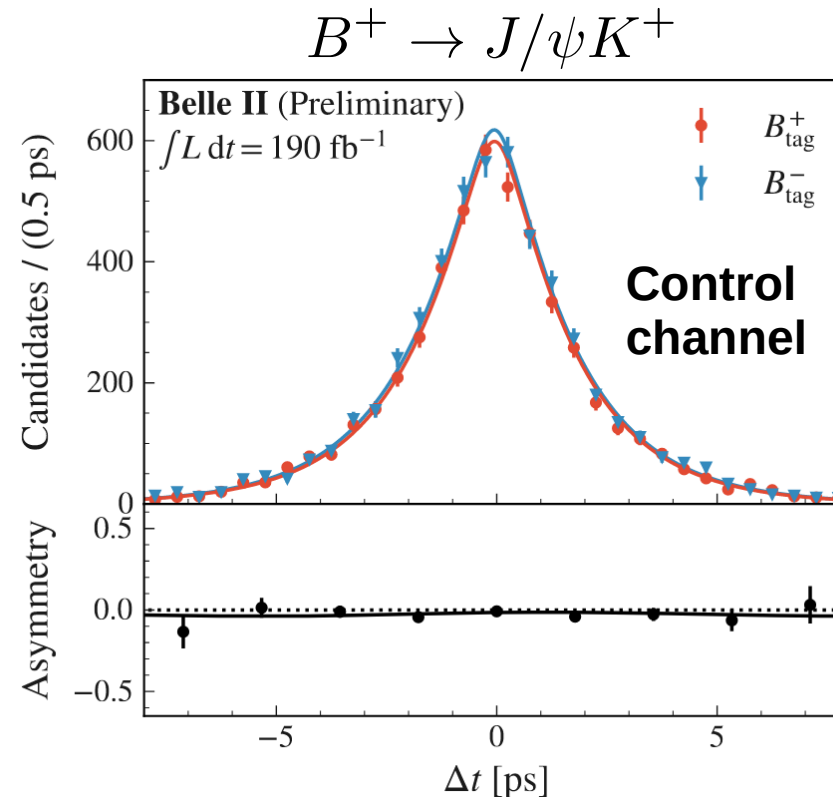 B⁺ → J/ψK⁺
Belle II (Preliminary)
∫L dt = 190 fb⁻¹
B⁺tag
B⁻tag
Control
channel
Candidates / (0.5 ps)
600
400
200
0
Asymmetry
0.5
0.0
−0.5
−5
0
5
Δt [ps]